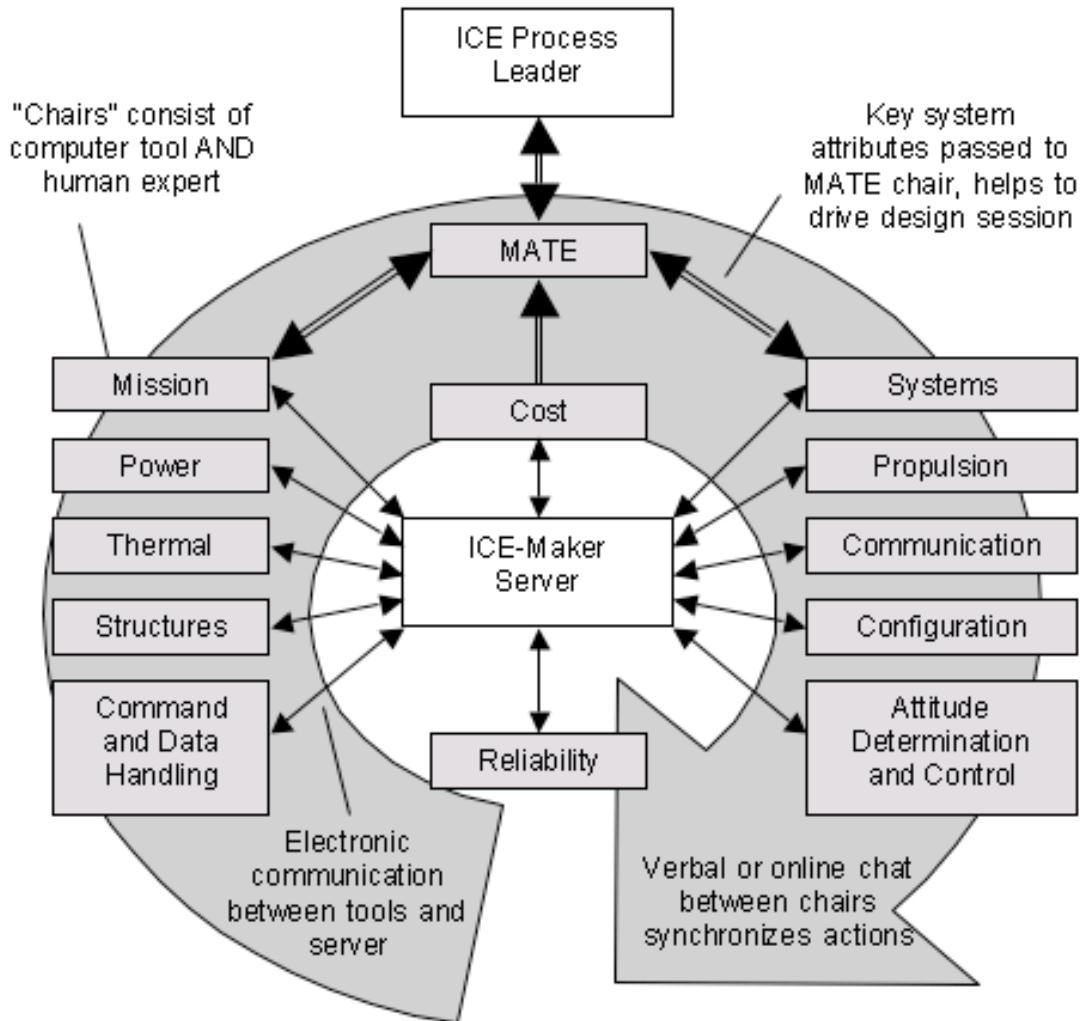 ICE Process
Leader
"Chairs" consist of
computer tool AND
human expert
Key system
attributes passed to
MATE chair, helps to
drive design session
MATE
Mission
Cost
Systems
Power
Propulsion
Thermal
ICE-Maker
Server
Communication
Structures
Configuration
Command
and Data
Handling
Reliability
Attitude
Determination
and Control
Electronic
communication
between tools and
server
Verbal or online chat
between chairs
synchronizes actions